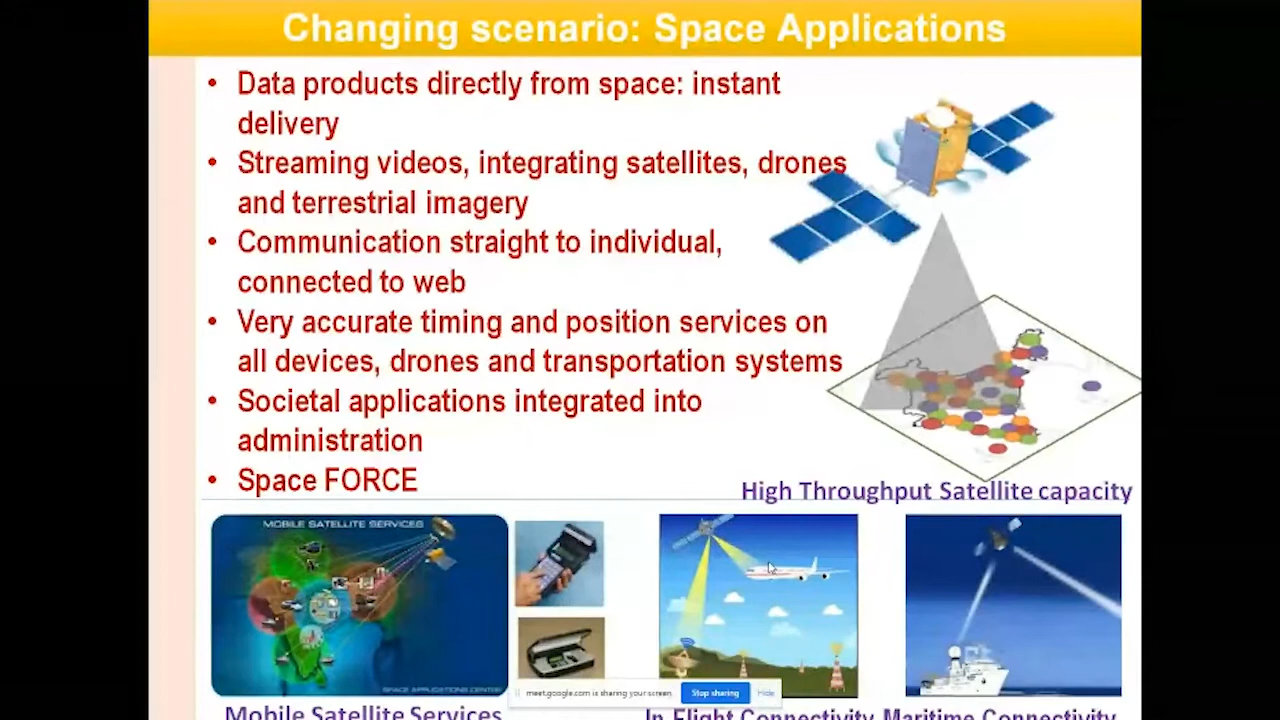 Changing scenario: Space Applications
• Data products directly from space: instant
delivery
• Streaming videos, integrating satellites, drones
and terrestrial imagery
• Communication straight to individual,
connected to web
• Very accurate timing and position services on
all devices, drones and transportation systems
• Societal applications integrated into
administration
• Space FORCE
High Throughput Satellite capacity
MOBILE SATELLITE SERVICES
SPACE APPLICATIONS CENTRE
meet.google.com is sharing your screen.
Stop sharing
Hide
Mobile Satellite Services
In-Flight Connectivity
Maritime Connectivity